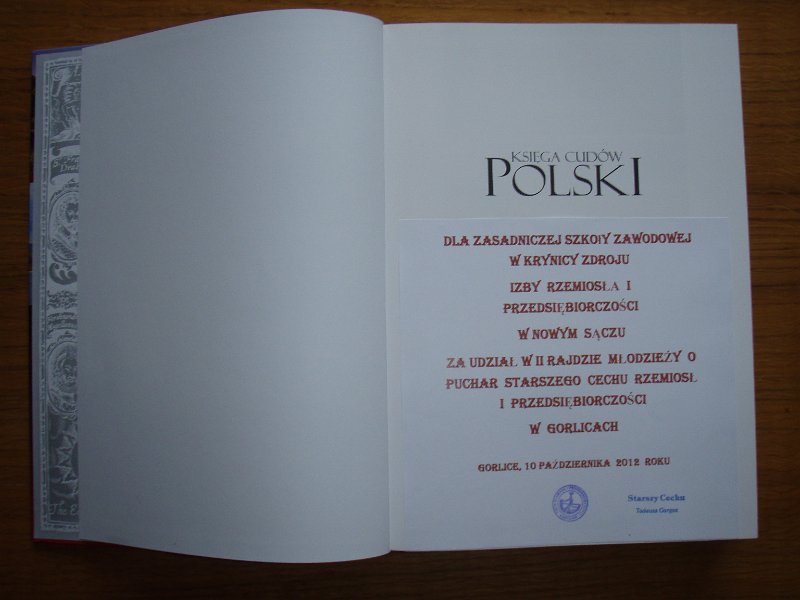 KSIĘGA CUDÓW
POLSKI
DLA ZASADNICZEJ SZKOłY ZAWODOWEJ
W KRYNICY ZDROJU
IZBY RZEMIOSŁA I
PRZEDSIĘBIORCZOŚCI
W NOWYM SĄCZU
ZA UDZIAŁ W II RAJDZIE MŁODZIEŻY O
PUCHAR STARSZEGO CECHU RZEMIOSŁ
I PRZEDSIĘBIORCZOŚCI
W GORLICACH
GORLICE, 10 PAŹDZIERNIKA 2012 ROKU
Starszy Cechu
Tadeusz Gorgosz